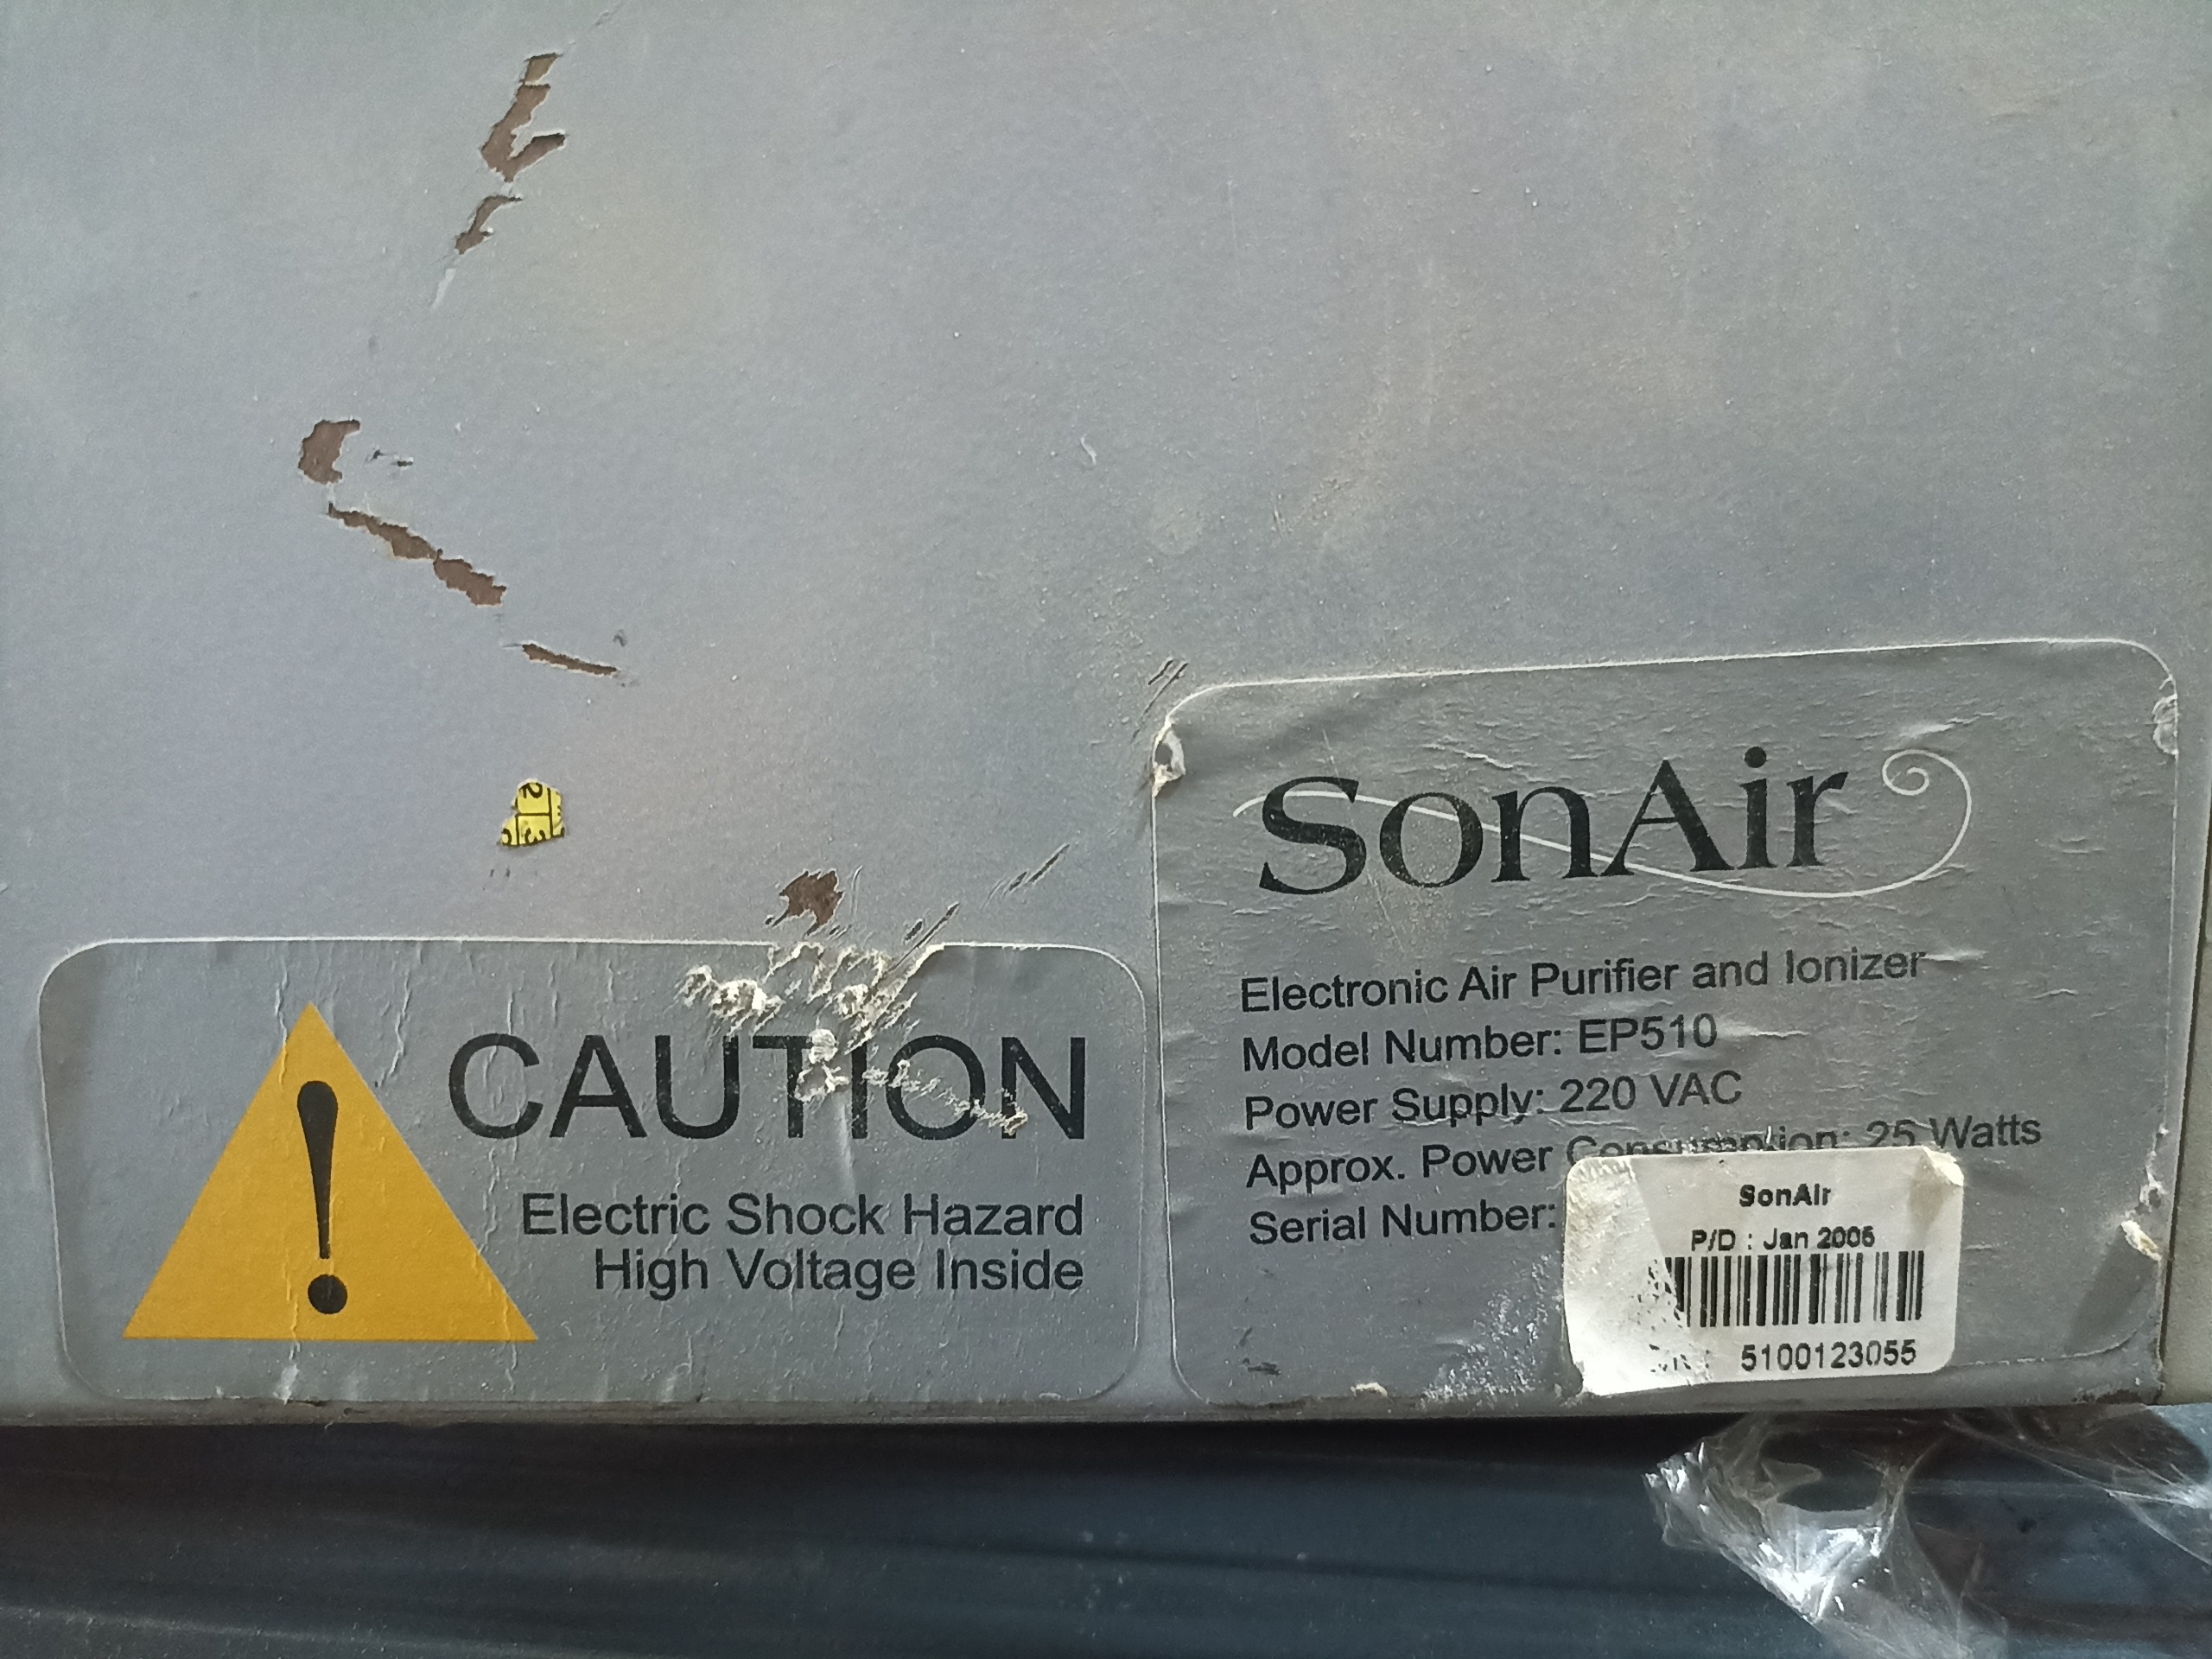 CAUTION
Electric Shock Hazard
High Voltage Inside
SonAir
Electronic Air Purifier and Ionizer
Model Number: EP510
Power Supply: 220 VAC
Approx. Power Consumption: 25 Watts
Serial Number:
SonAir
P/D : Jan 2006
5100123055